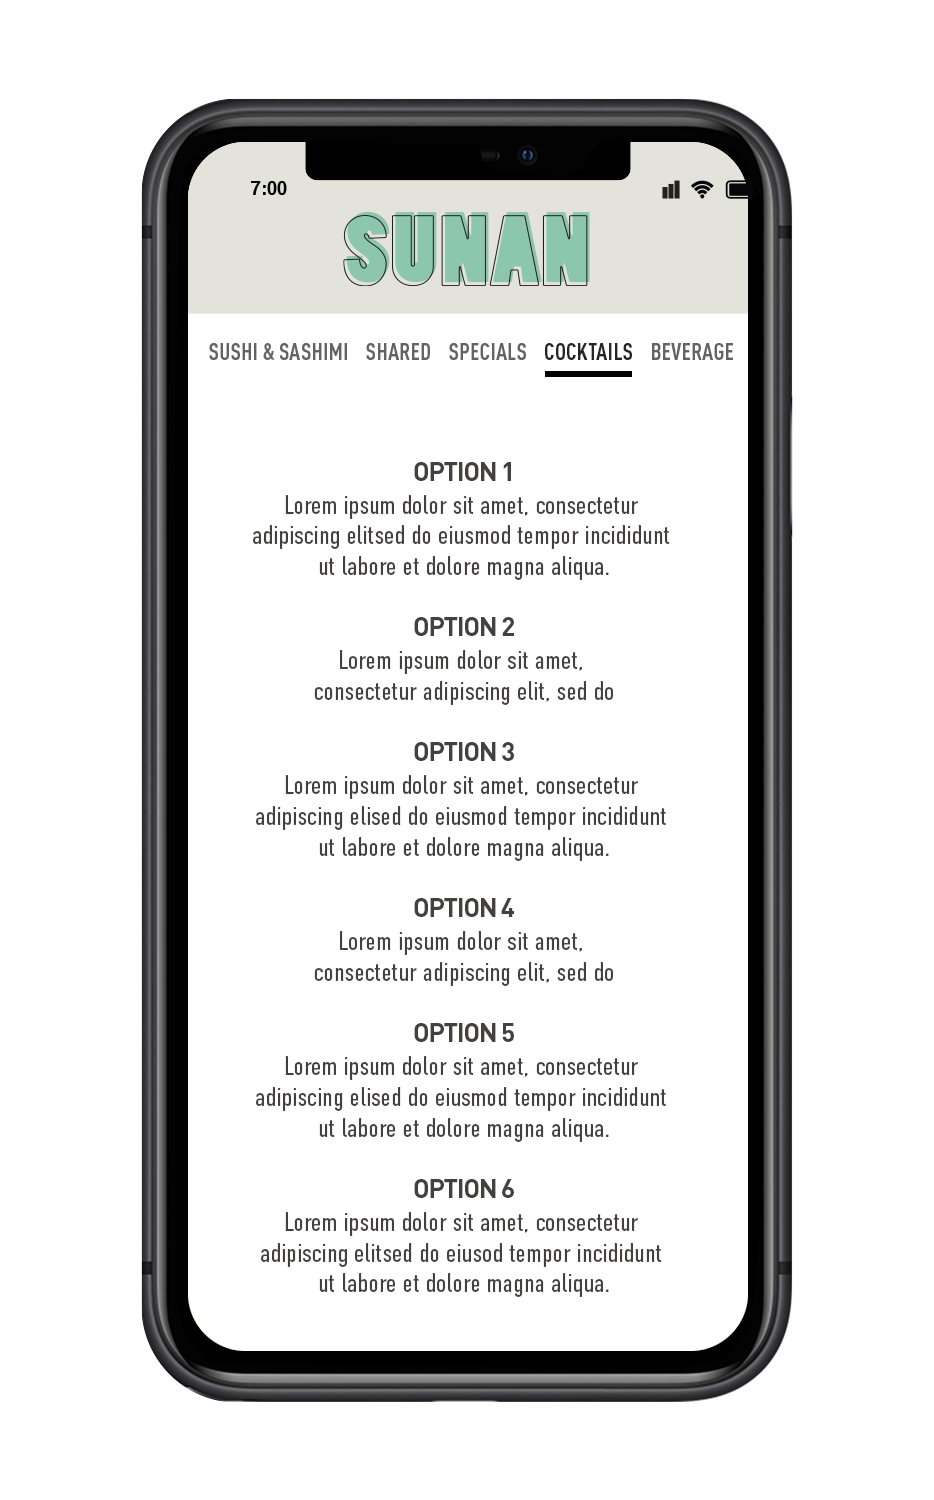 7:00
SUNAN
SUSHI & SASHIMI SHARED SPECIALS COCKTAILS BEVERAGE
OPTION 1
Lorem ipsum dolor sit amet, consectetur
adipiscing elitsed do eiusmod tempor incididunt
ut labore et dolore magna aliqua.
OPTION 2
Lorem ipsum dolor sit amet,
consectetur adipiscing elit, sed do
OPTION 3
Lorem ipsum dolor sit amet, consectetur
adipiscing elised do eiusmod tempor incididunt
ut labore et dolore magna aliqua.
OPTION 4
Lorem ipsum dolor sit amet,
consectetur adipiscing elit, sed do
OPTION 5
Lorem ipsum dolor sit amet, consectetur
adipiscing elised do eiusmod tempor incididunt
ut labore et dolore magna aliqua.
OPTION 6
Lorem ipsum dolor sit amet, consectetur
adipiscing elitsed do eiusod tempor incididunt
ut labore et dolore magna aliqua.